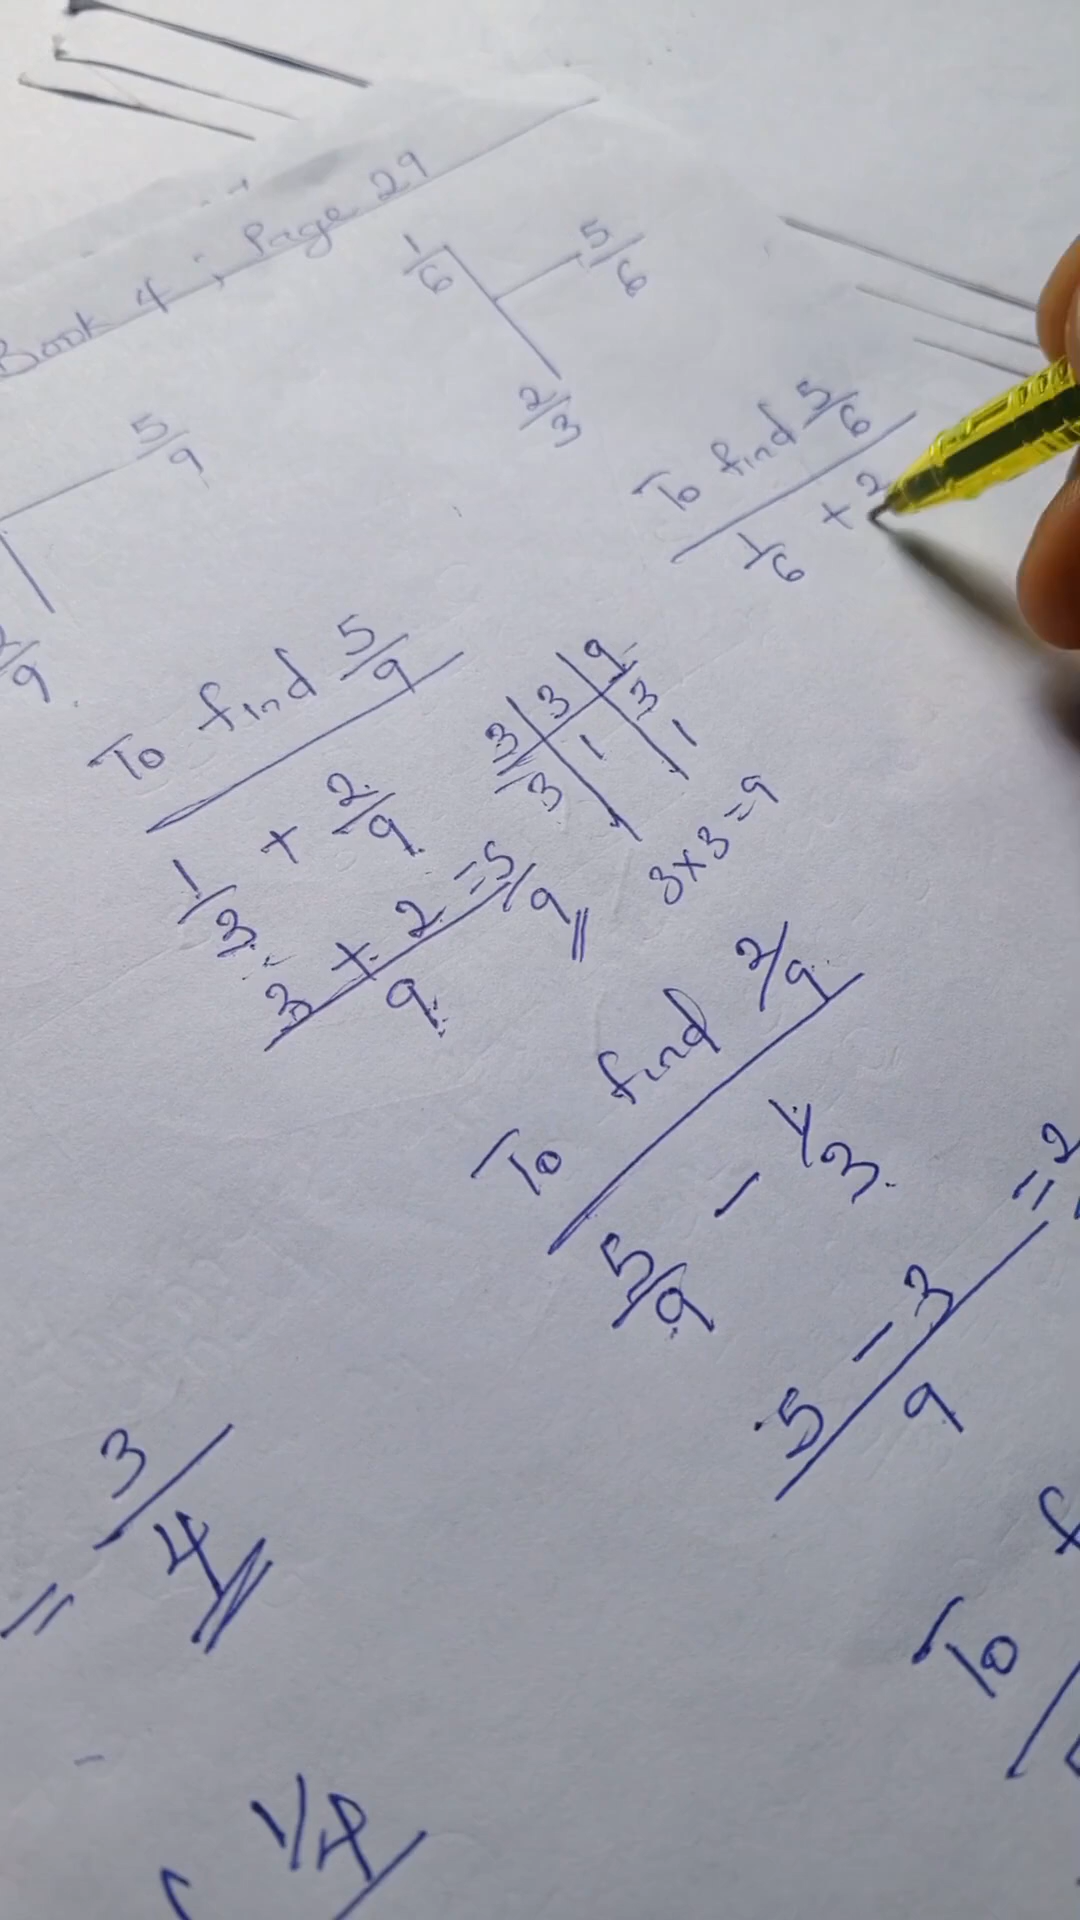 Book 4 ; Page 29
1/6 5/6
2/3
5/9
2/9
To find 5/6
1/6 + 2
To find 5/9
1/3 + 2/9
3 + 2 = 5/9
9
3 | 3 | 9
3 | 1 | 3
1
3 x 3 = 9
To find 2/9
5/9 - 1/3
5 - 3 = 2
9
= 3/4
To f
1/4